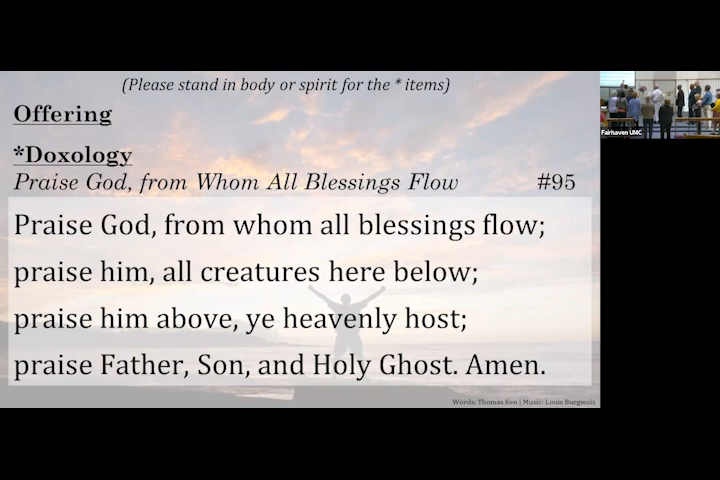 (Please stand in body or spirit for the * items)
Offering
*Doxology
Praise God, from Whom All Blessings Flow #95
Praise God, from whom all blessings flow;
praise him, all creatures here below;
praise him above, ye heavenly host;
praise Father, Son, and Holy Ghost. Amen.
Words: Thomas Ken | Music: Louis Burgwois
Fairhaven UMC